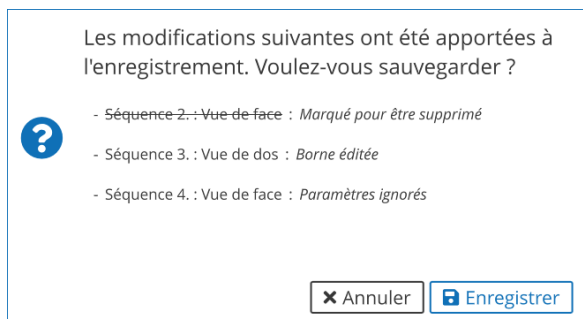 Les modifications suivantes ont été apportées à
l'enregistrement. Voulez-vous sauvegarder ?
- Séquence 2. : Vue de face : Marqué pour être supprimé
- Séquence 3. : Vue de dos : Borne éditée
- Séquence 4. : Vue de face : Paramètres ignorés
Annuler Enregistrer